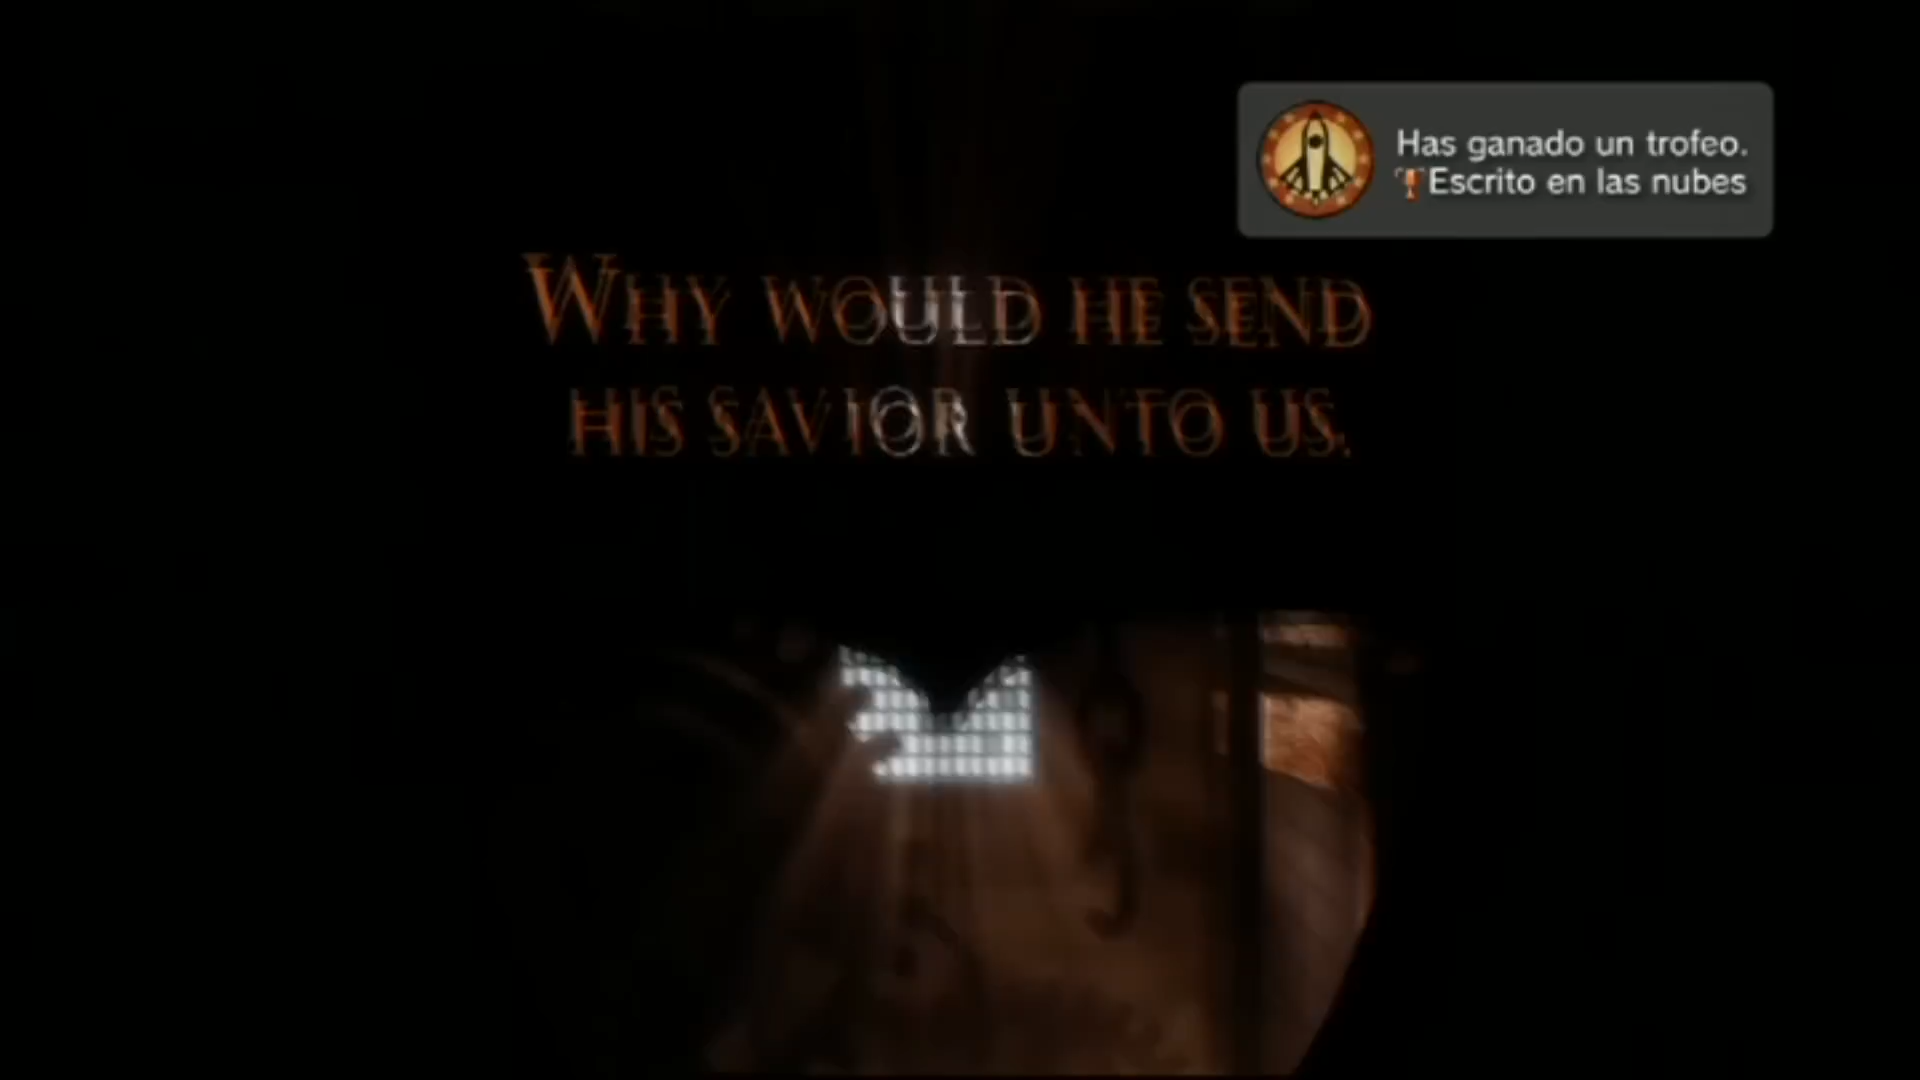 Has ganado un trofeo.
Escrito en las nubes
WHY WOULD HE SEND
HIS SAVIOR UNTO US.